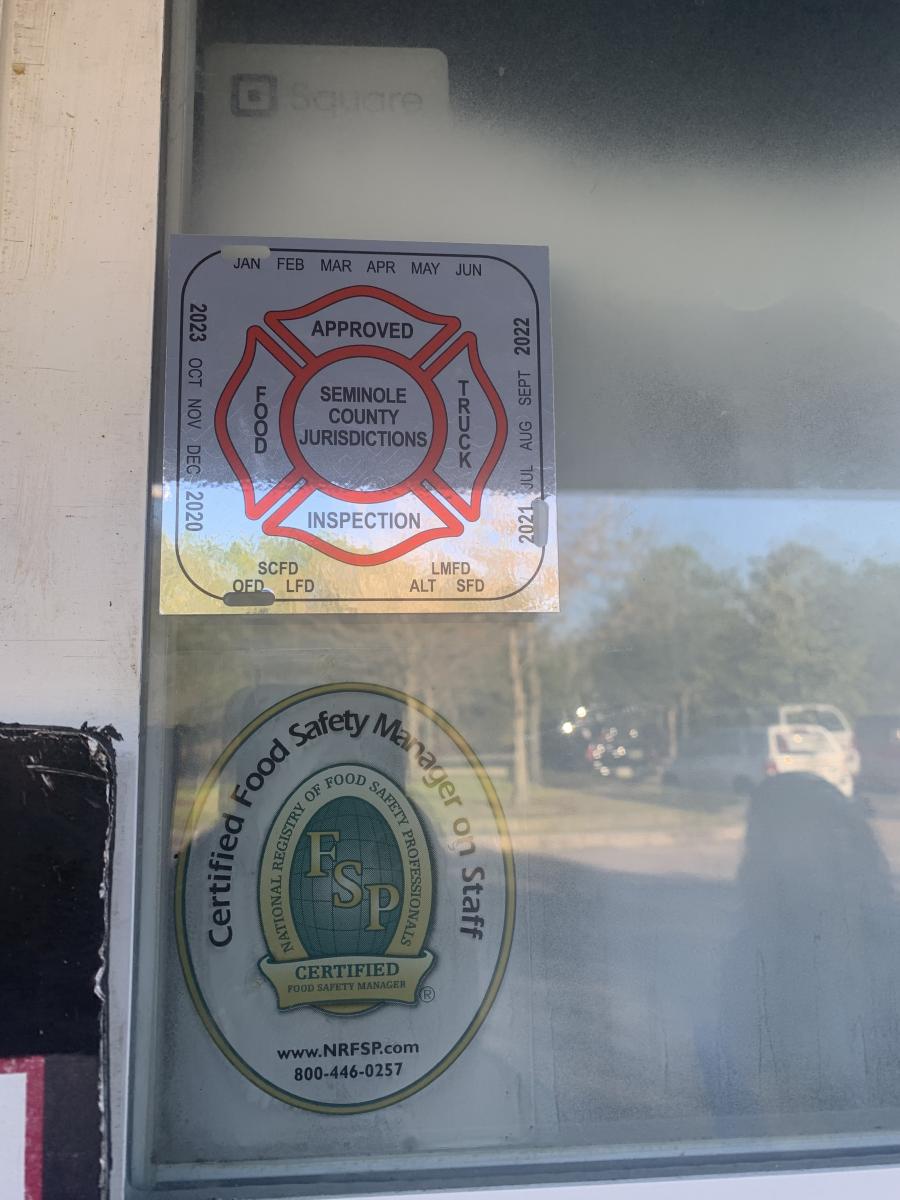 Square
JAN FEB MAR APR MAY JUN
2023 OCT NOV DEC 2020
2021 JUL AUG SEPT 2022
APPROVED
FOOD
TRUCK
SEMINOLE
COUNTY
JURISDICTIONS
INSPECTION
SCFD
OFD LFD
LMFD
ALT SFD
Certified Food Safety Manager on Staff
NATIONAL REGISTRY OF FOOD SAFETY PROFESSIONALS
FSP
CERTIFIED
FOOD SAFETY MANAGER
®
www.NRFSP.com
800-446-0257